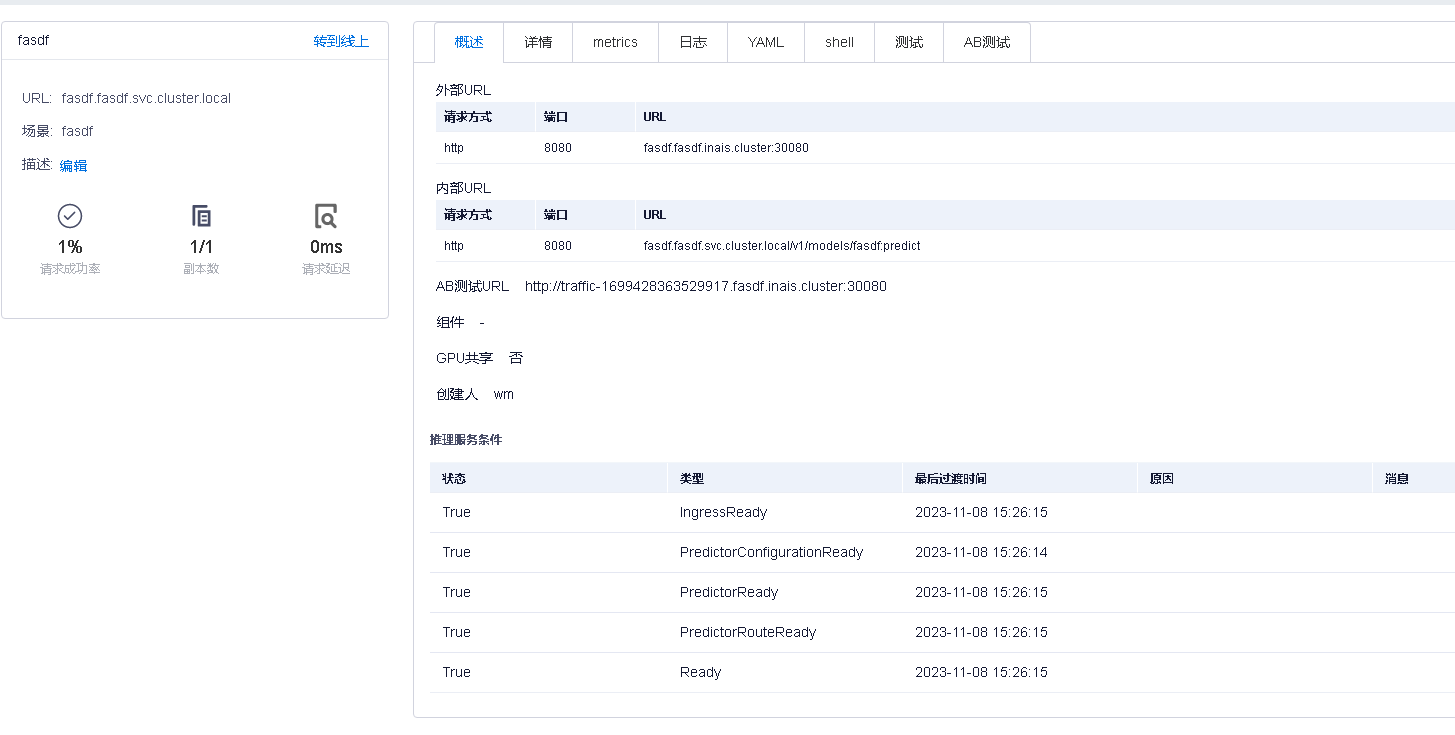 fasdf 转到线上
URL: fasdf.fasdf.svc.cluster.local
场景: fasdf
描述: 编辑
1% 1/1 0ms
请求成功率 副本数 请求延迟
概述 详情 metrics 日志 YAML shell 测试 AB测试
外部URL
请求方式 端口 URL
http 8080 fasdf.fasdf.inais.cluster:30080
内部URL
请求方式 端口 URL
http 8080 fasdf.fasdf.svc.cluster.local/v1/models/fasdf:predict
AB测试URL http://traffic-1699428363529917.fasdf.inais.cluster:30080
组件 -
GPU共享 否
创建人 wm
推理服务条件
状态 类型 最后过渡时间 原因 消息
True IngressReady 2023-11-08 15:26:15
True PredictorConfigurationReady 2023-11-08 15:26:14
True PredictorReady 2023-11-08 15:26:15
True PredictorRouteReady 2023-11-08 15:26:15
True Ready 2023-11-08 15:26:15